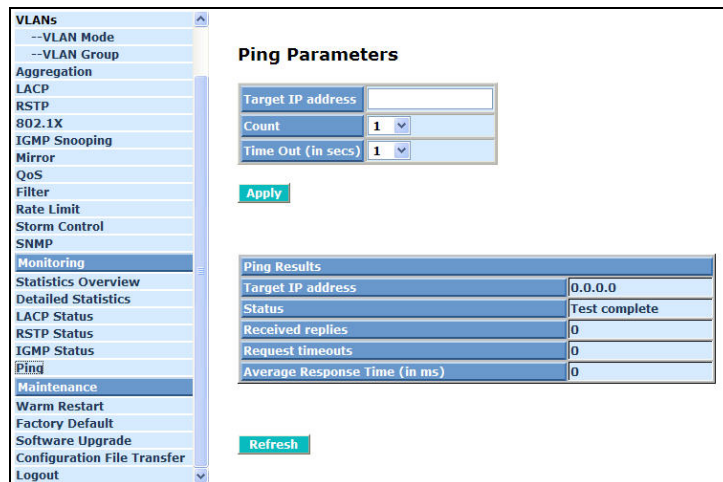 VLANs
--VLAN Mode
--VLAN Group
Aggregation
LACP
RSTP
802.1X
IGMP Snooping
Mirror
QoS
Filter
Rate Limit
Storm Control
SNMP
Monitoring
Statistics Overview
Detailed Statistics
LACP Status
RSTP Status
IGMP Status
Ping
Maintenance
Warm Restart
Factory Default
Software Upgrade
Configuration File Transfer
Logout
Ping Parameters
Target IP address
Count 1
Time Out (in secs) 1
Apply
Ping Results
Target IP address 0.0.0.0
Status Test complete
Received replies 0
Request timeouts 0
Average Response Time (in ms) 0
Refresh